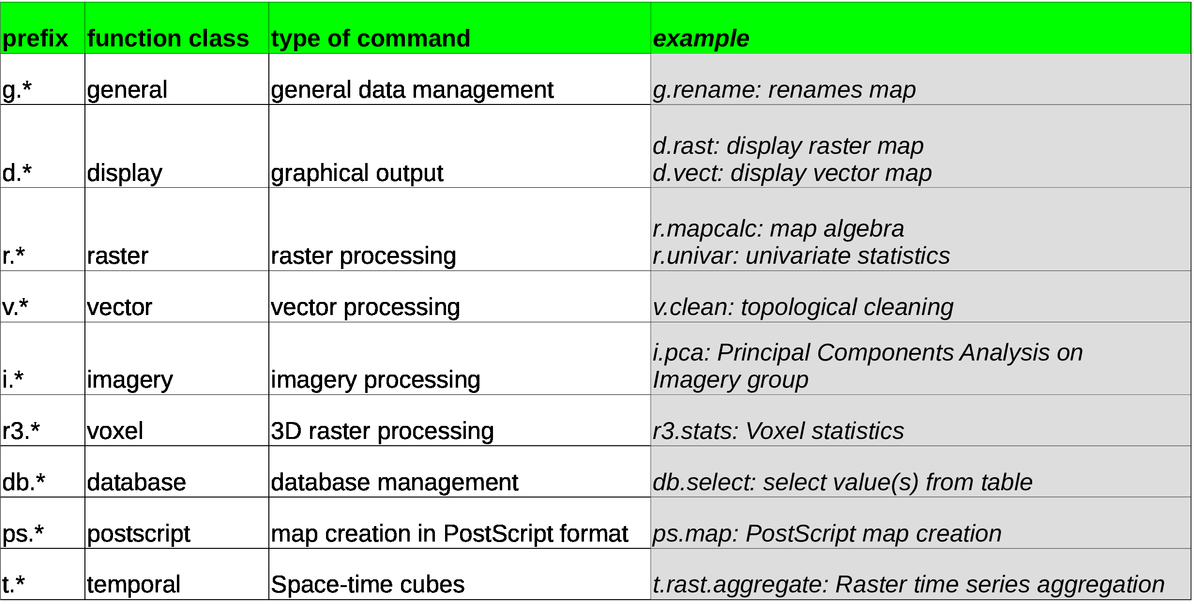 prefix function class type of command example
g.* general general data management g.rename: renames map
d.rast: display raster map
d.* display graphical output d.vect: display vector map
r.mapcalc: map algebra
r.* raster raster processing r.univar: univariate statistics
v.* vector vector processing v.clean: topological cleaning
i.pca: Principal Components Analysis on
i.* imagery imagery processing Imagery group
r3.* voxel 3D raster processing r3.stats: Voxel statistics
db.* database database management db.select: select value(s) from table
ps.* postscript map creation in PostScript format ps.map: PostScript map creation
t.* temporal Space-time cubes t.rast.aggregate: Raster time series aggregation